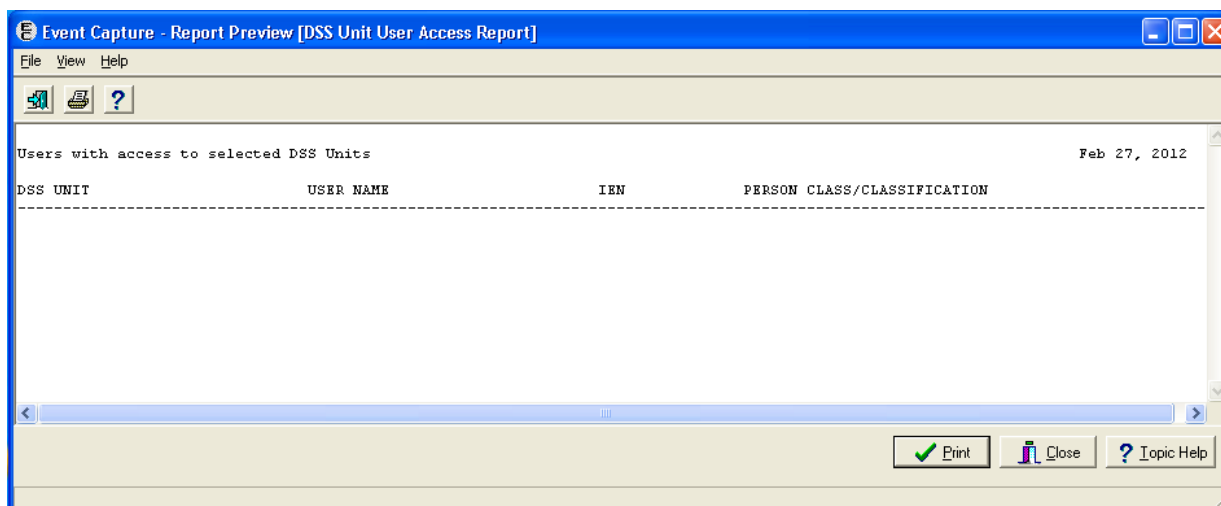 Event Capture - Report Preview [DSS Unit User Access Report]
File View Help
?
Users with access to selected DSS Units Feb 27, 2012
DSS UNIT USER NAME IEN PERSON CLASS/CLASSIFICATION
--------------------------------------------------------------------------------
Print Close ? Topic Help